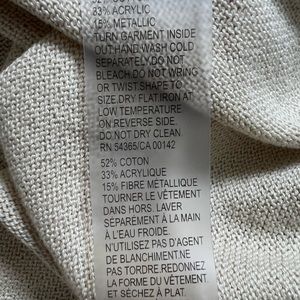 33% ACRYLIC
15% METALLIC
TURN GARMENT INSIDE
OUT.HAND WASH COLD
SEPARATELY.DO NOT
BLEACH.DO NOT WRING
OR TWIST.SHAPE TO
SIZE.DRY FLAT.IRON AT
LOW TEMPERATURE
ON REVERSE SIDE.
DO NOT DRY CLEAN
RN 54365/CA 00142
52% COTON
33% ACRYLIQUE
15% FIBRE MÉTALLIQUE
TOURNER LE VÊTEMENT
DANS HORS. LAVER
SÉPARÉMENT À LA MAIN
À L'EAU FROIDE.
N'UTILISEZ PAS D'AGENT
DE BLANCHIMENT.NE
PAS TORDRE.REDONNEZ
LA FORME DU VÊTEMENT
ET SÉCHEZ À PLAT.